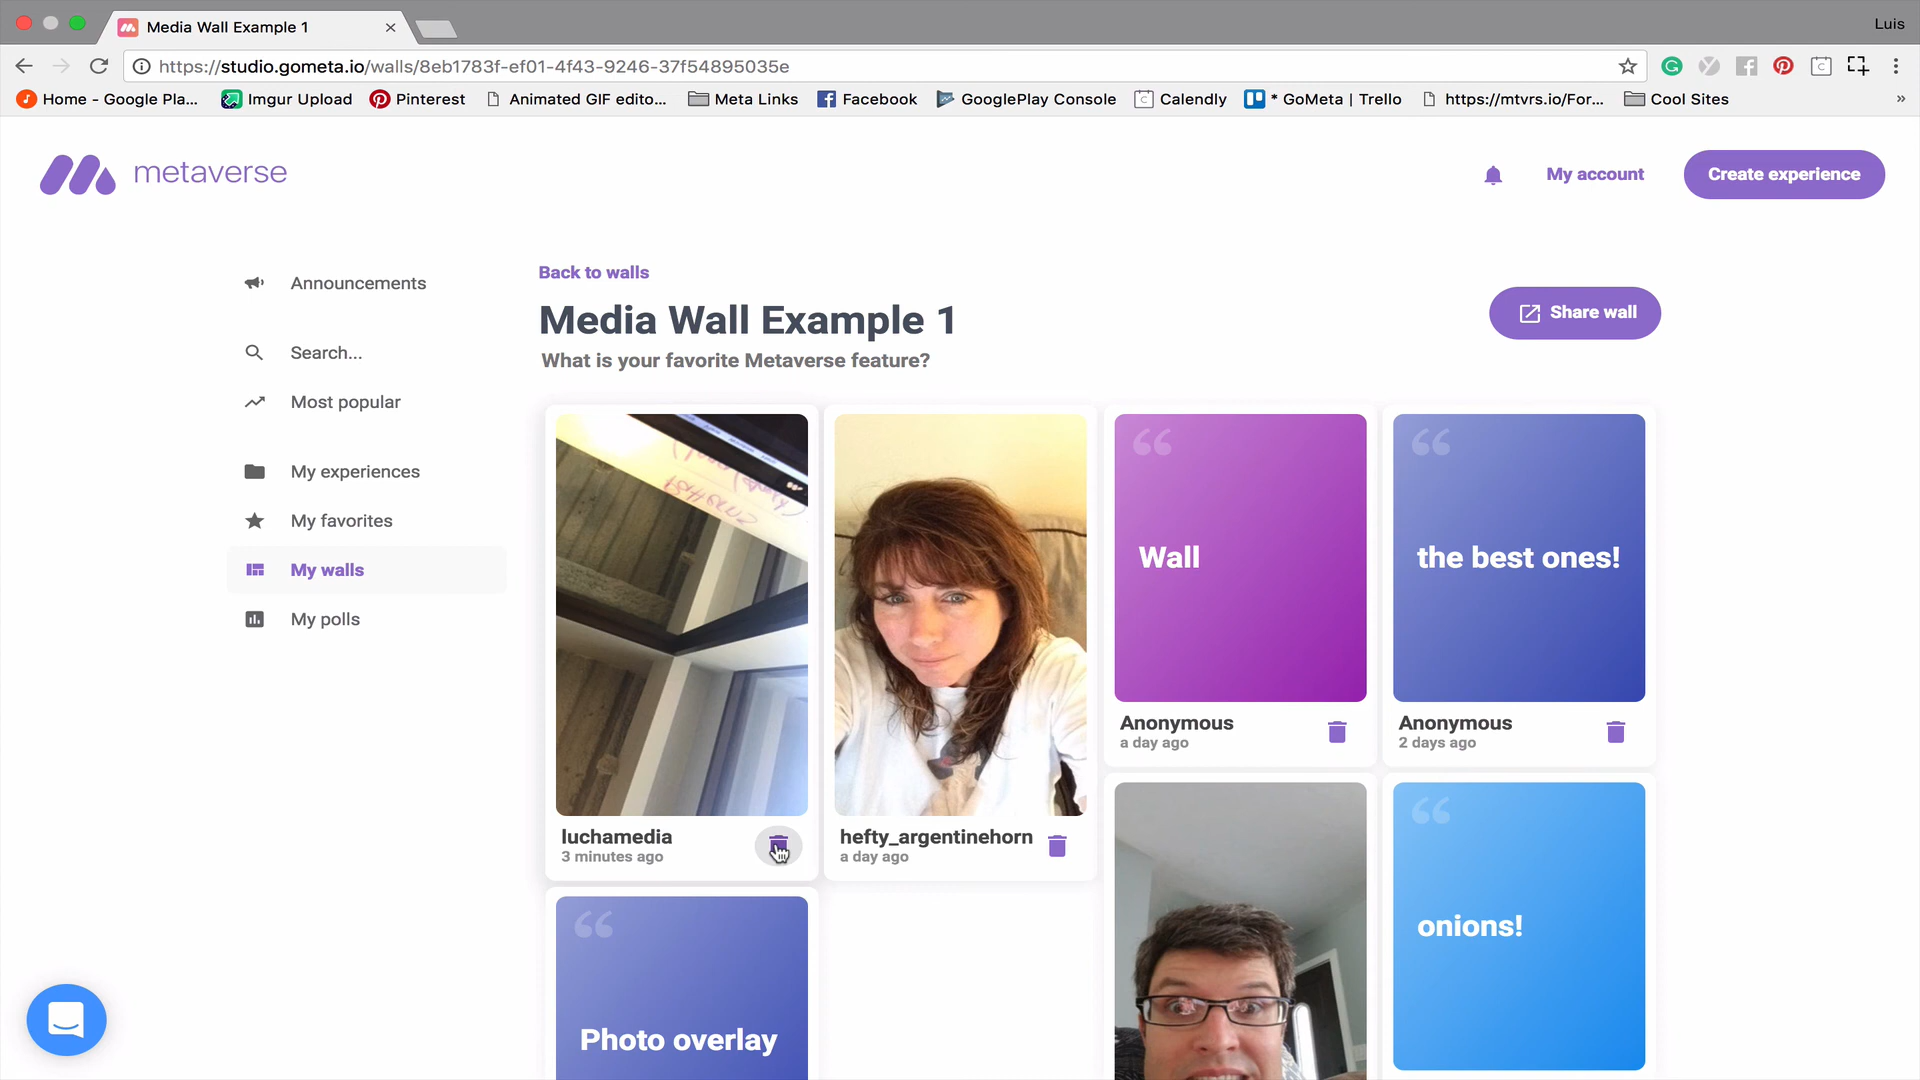 Media Wall Example 1
Luis
https://studio.gometa.io/walls/8eb1783f-ef01-4f43-9246-37f54895035e
Home - Google Pla...
Imgur Upload
Pinterest
Animated GIF edito...
Meta Links
Facebook
GooglePlay Console
Calendly
* GoMeta | Trello
https://mtvrs.io/For...
Cool Sites
»
metaverse
My account
Create experience
Announcements
Search...
Most popular
My experiences
My favorites
My walls
My polls
Back to walls
Media Wall Example 1
What is your favorite Metaverse feature?
Share wall
luchamedia
3 minutes ago
hefty_argentinehorn
a day ago
“
Wall
Anonymous
a day ago
“
the best ones!
Anonymous
2 days ago
“
Photo overlay
“
onions!